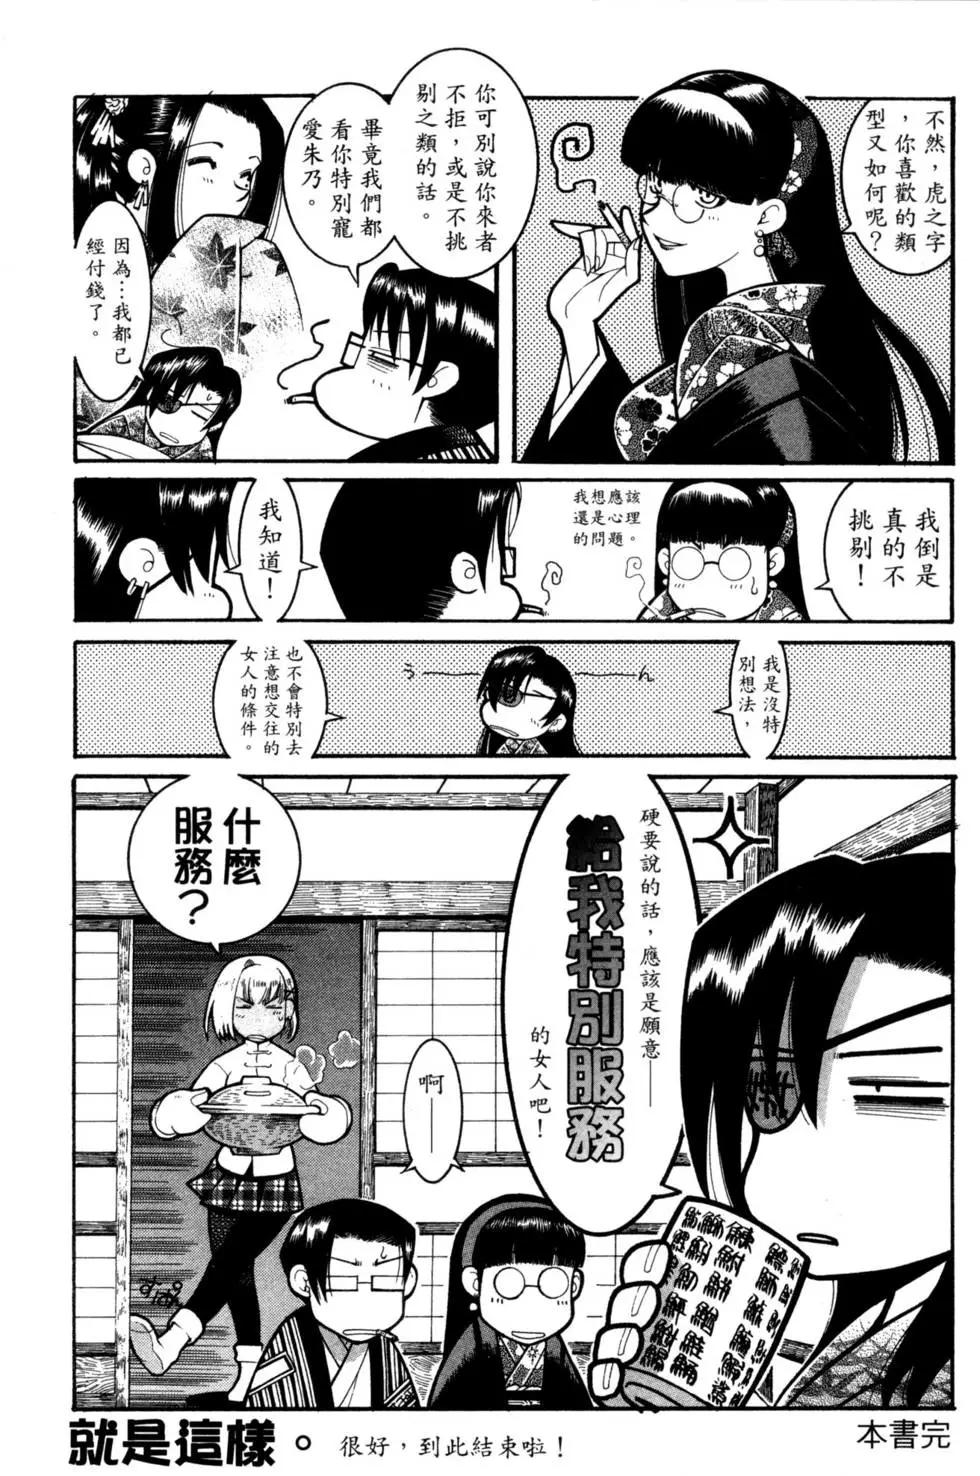 不然，虎之字
，你喜歡的類
型又如何呢？
你可別說你來者
不拒，或是不挑
剔之類的話。
畢竟我們都
看你特別寵
愛朱乃。
因為…我都已
經付錢了。
我倒是
真的不
挑剔！
我想應該
還是心理
的問題。
我知道！
我是沒特
別想法，
うーーーん
也不會特別去
注意想交往的
女人的條件。
硬要說的話，應該是願意——
給我特別服務
的女人吧！
啊——
什麼
服務？
就是這樣。
很好，到此結束啦！
本書完